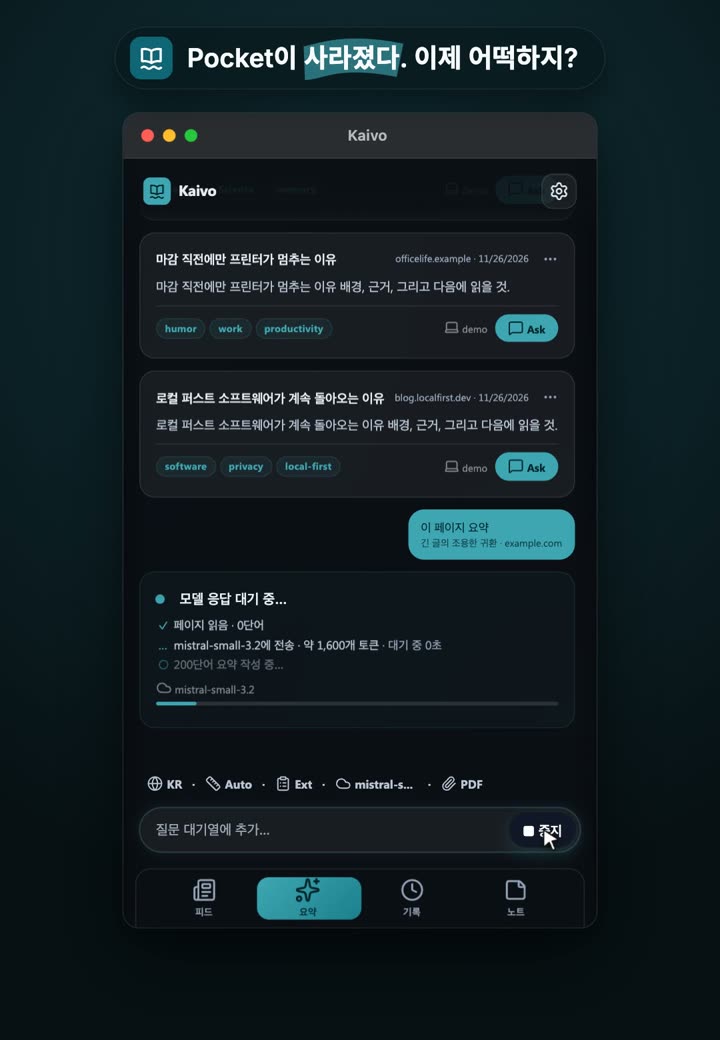 Pocket이 사라졌다. 이제 어떡하지?
Kaivo
Kaivo
마감 직전에만 프린터가 멈추는 이유 officelife.example · 11/26/2026 ...
마감 직전에만 프린터가 멈추는 이유 배경, 근거, 그리고 다음에 읽을 것.
humor work productivity demo Ask
로컬 퍼스트 소프트웨어가 계속 돌아오는 이유 blog.localfirst.dev · 11/26/2026 ...
로컬 퍼스트 소프트웨어가 계속 돌아오는 이유 배경, 근거, 그리고 다음에 읽을 것.
software privacy local-first demo Ask
이 페이지 요약
긴 글의 조용한 귀환 · example.com
모델 응답 대기 중...
페이지 읽음 · 0단어
... mistral-small-3.2에 전송 · 약 1,600개 토큰 · 대기 중 0초
200단어 요약 작성 중...
mistral-small-3.2
KR · Auto · Ext · mistral-s... · PDF
질문 대기열에 추가... 중지
피드 요약 기록 노트